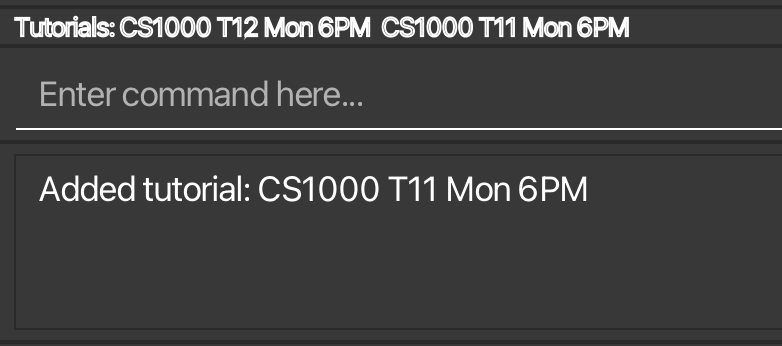 Tutorials: CS1000 T12 Mon 6PM  CS1000 T11 Mon 6PM
Enter command here...
Added tutorial: CS1000 T11 Mon 6PM